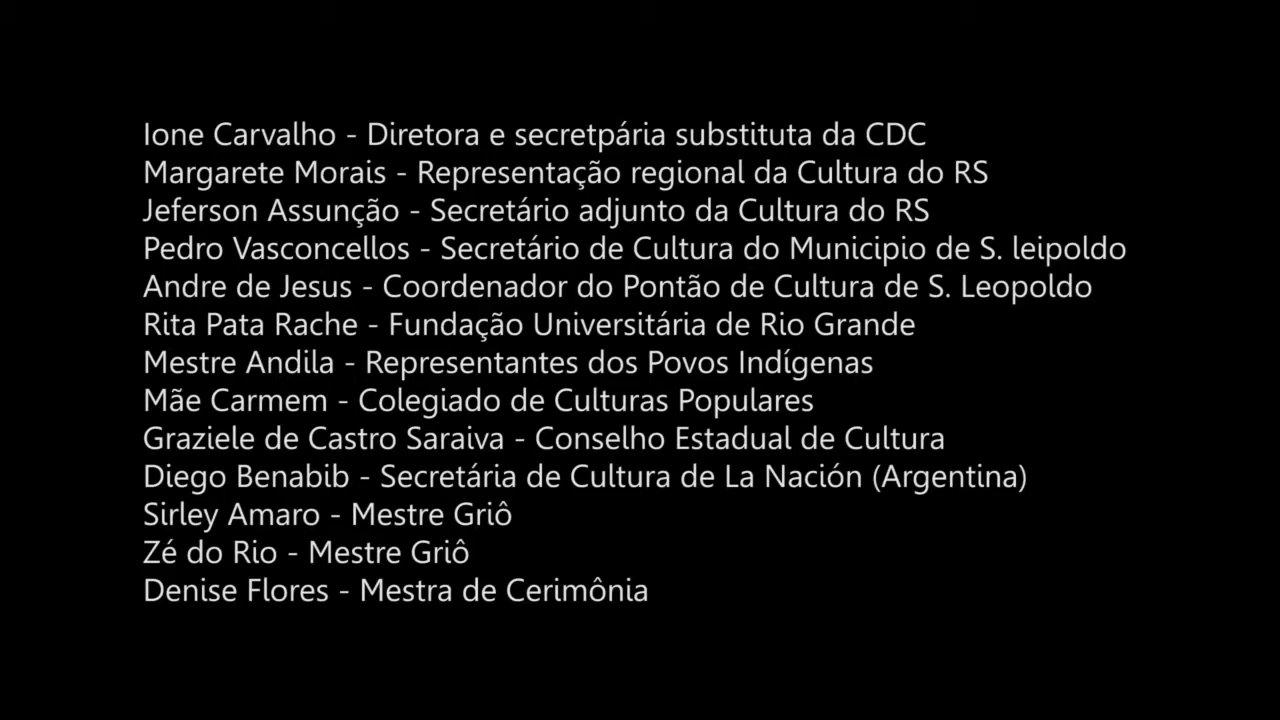 Ione Carvalho - Diretora e secretpária substituta da CDC
Margarete Morais - Representação regional da Cultura do RS
Jeferson Assunção - Secretário adjunto da Cultura do RS
Pedro Vasconcellos - Secretário de Cultura do Municipio de S. leipoldo
Andre de Jesus - Coordenador do Pontão de Cultura de S. Leopoldo
Rita Pata Rache - Fundação Universitária de Rio Grande
Mestre Andila - Representantes dos Povos Indígenas
Mãe Carmem - Colegiado de Culturas Populares
Graziele de Castro Saraiva - Conselho Estadual de Cultura
Diego Benabib - Secretária de Cultura de La Nación (Argentina)
Sirley Amaro - Mestre Griô
Zé do Rio - Mestre Griô
Denise Flores - Mestra de Cerimônia